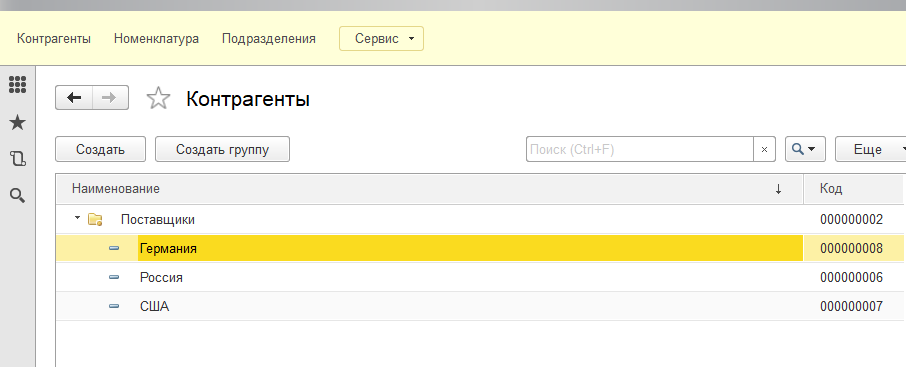 Контрагенты Номенклатура Подразделения Сервис
Контрагенты
Создать Создать группу Поиск (Ctrl+F) × Еще
Наименование ↓ Код
Поставщики 000000002
Германия 000000008
Россия 000000006
США 000000007